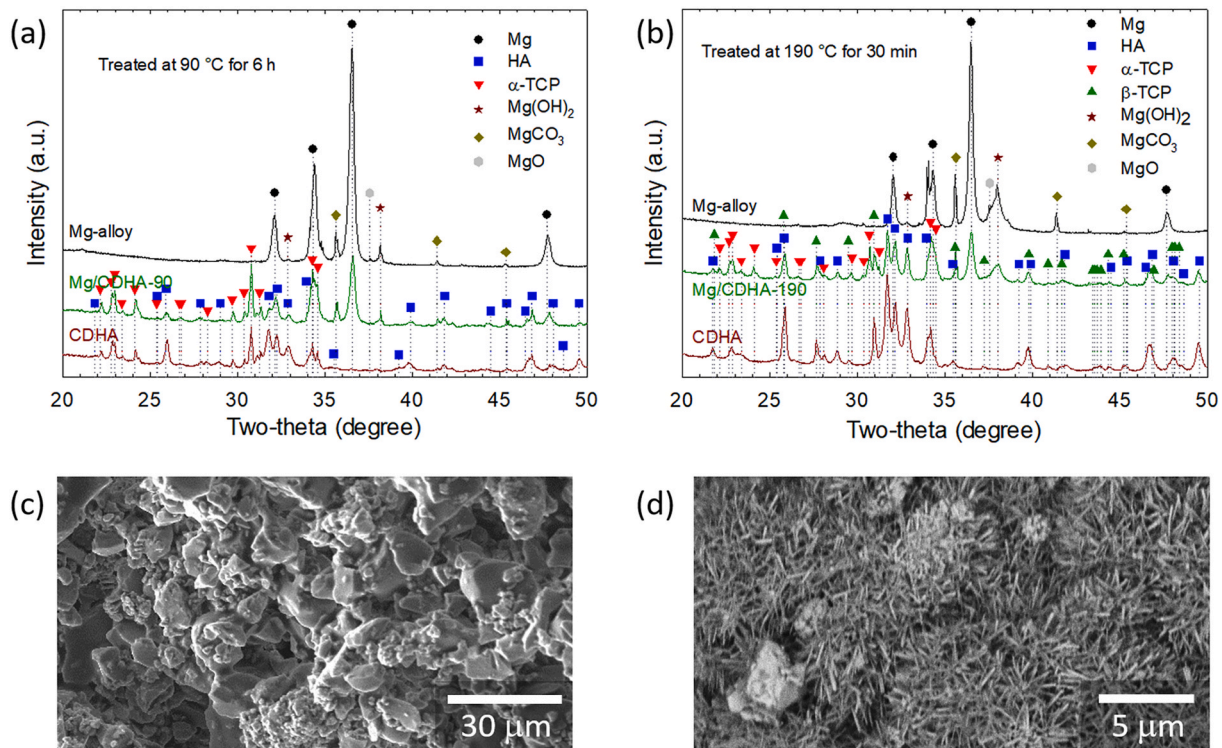 (a)
Treated at 90 °C for 6 h
Mg
HA
α-TCP
Mg(OH)2
MgCO3
MgO
Mg-alloy
Mg/CDHA-90
CDHA
Intensity (a.u.)
20 25 30 35 40 45 50
Two-theta (degree)
(b)
Treated at 190 °C for 30 min
Mg
HA
α-TCP
β-TCP
Mg(OH)2
MgCO3
MgO
Mg-alloy
Mg/CDHA-190
CDHA
Intensity (a.u.)
20 25 30 35 40 45 50
Two-theta (degree)
(c)
30 μm
(d)
5 μm